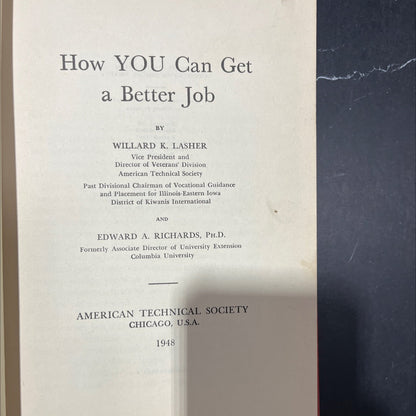 How YOU Can Get
a Better Job
BY
WILLARD K. LASHER
Vice President and
Director of Veterans' Division
American Technical Society
Past Divisional Chairman of Vocational Guidance
and Placement for Illinois-Eastern Iowa
District of Kiwanis International
AND
EDWARD A. RICHARDS, PH.D.
Formerly Associate Director of University Extension
Columbia University
AMERICAN TECHNICAL SOCIETY
CHICAGO, U.S.A.
1948